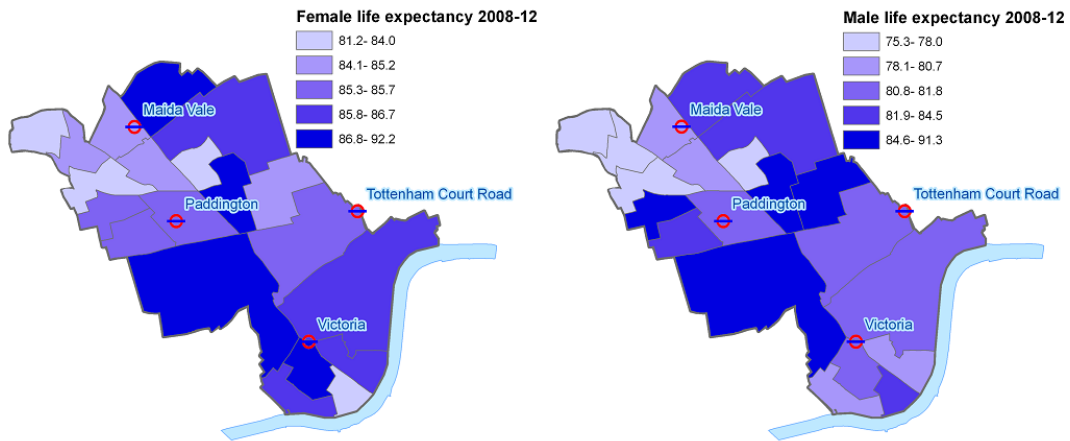 Female life expectancy 2008-12
81.2- 84.0
84.1- 85.2
85.3- 85.7
85.8- 86.7
86.8- 92.2
Maida Vale
Paddington
Tottenham Court Road
Victoria
Male life expectancy 2008-12
75.3- 78.0
78.1- 80.7
80.8- 81.8
81.9- 84.5
84.6- 91.3
Maida Vale
Paddington
Tottenham Court Road
Victoria